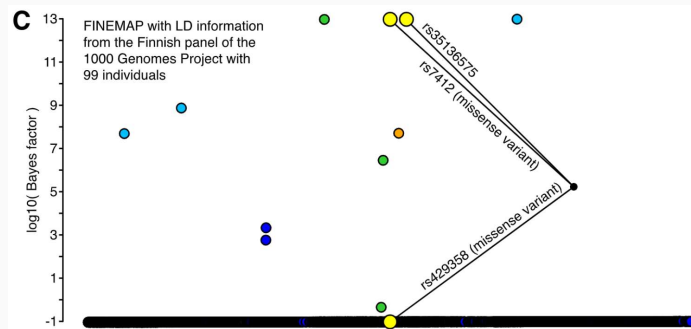 C
FINEMAP with LD information
from the Finnish panel of the
1000 Genomes Project with
99 individuals
log10( Bayes factor )
13
11
9
7
5
3
1
-1
rs35136575
rs7412 (missense variant)
rs429358 (missense variant)